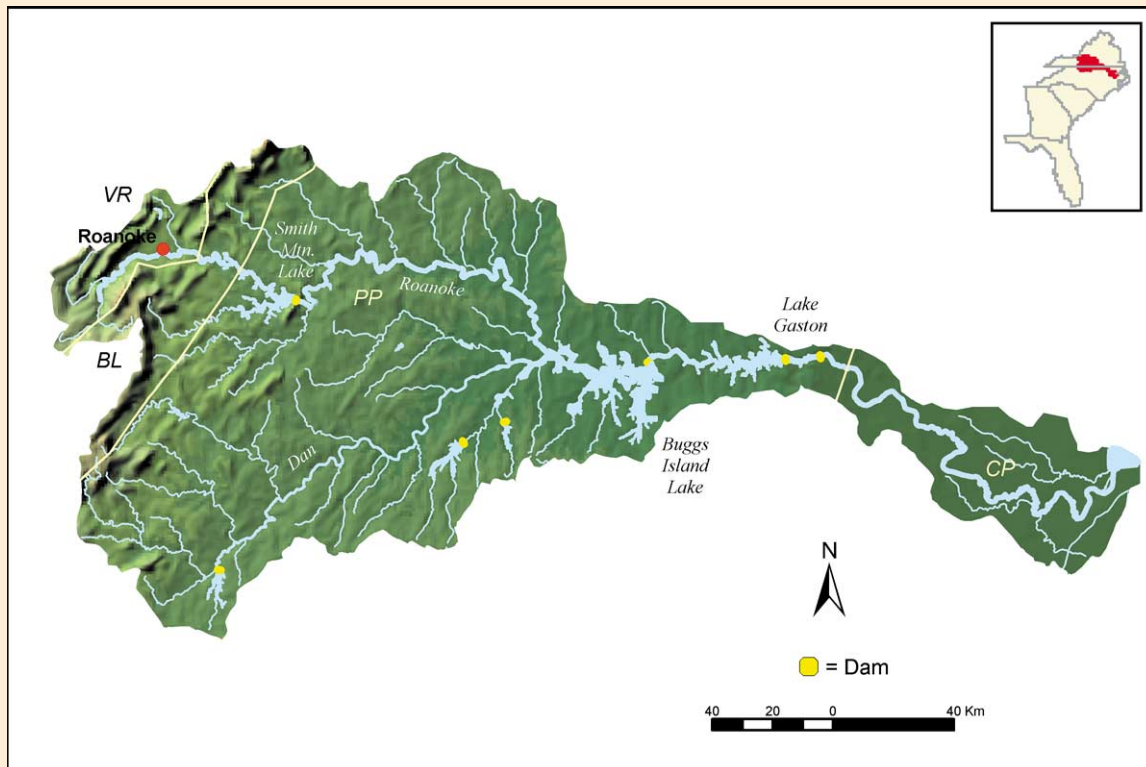 VR
Roanoke
Smith
Mtn.
Lake
Roanoke
PP
BL
Lake
Gaston
Dan
Buggs
Island
Lake
CP
N
= Dam
40 20 0 40 Km